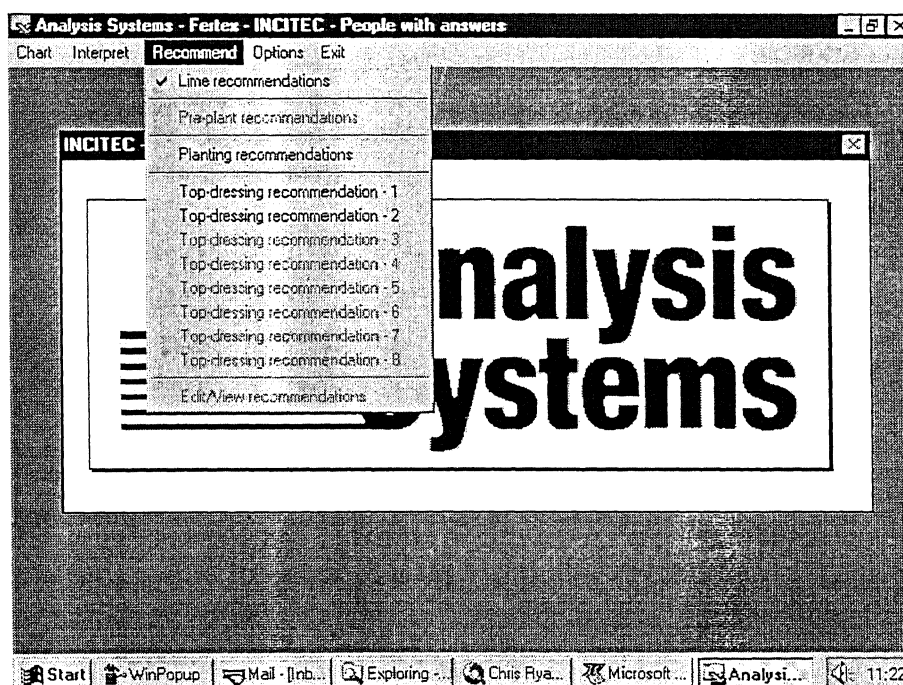 Analysis Systems - Fertex - INCITEC - People with answers
Chart Interpret Recommend Options Exit
Lime recommendations
Pre-plant recommendations
INCITEC -
Planting recommendations
Top-dressing recommendation - 1
Top-dressing recommendation - 2
Top-dressing recommendation - 3
Top-dressing recommendation - 4
Top-dressing recommendation - 5
Top-dressing recommendation - 6
Top-dressing recommendation - 7
Top-dressing recommendation - 8
Edit/View recommendations
nalysis
ystems
Start WinPopup Mail - [Inb... Exploring -... Chris Rya... Microsoft ... Analysi... 11:22